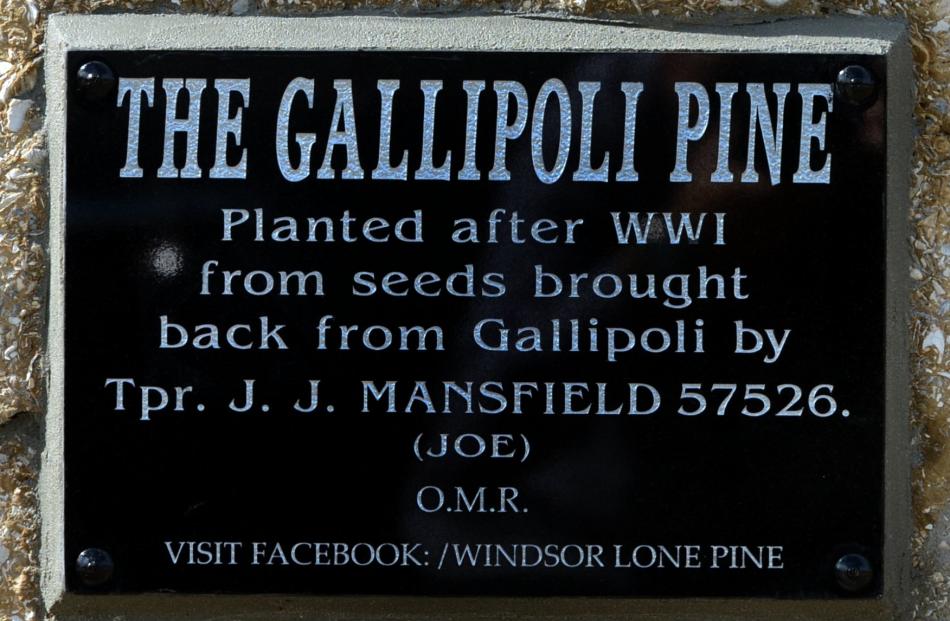 THE GALLIPOLI PINE
Planted after WWI
from seeds brought
back from Gallipoli by
Tpr. J. J. MANSFIELD 57526.
(JOE)
O.M.R.
VISIT FACEBOOK: /WINDSOR LONE PINE